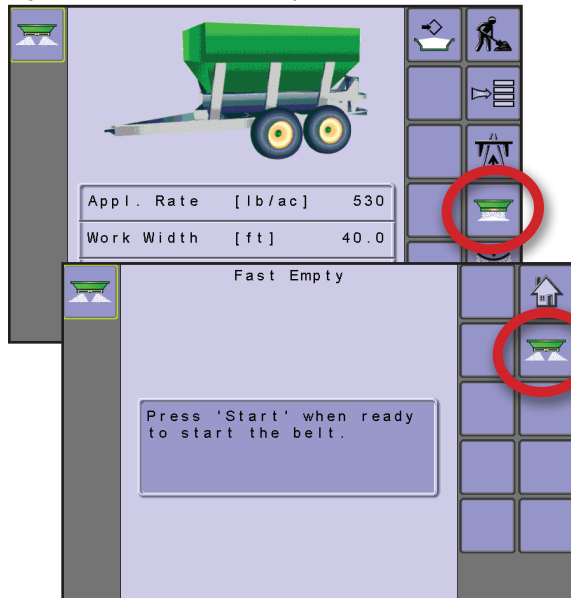 Appl. Rate [lb/ac] 530
Work Width [ft] 40.0
Fast Empty
Press 'Start' when ready
to start the belt.